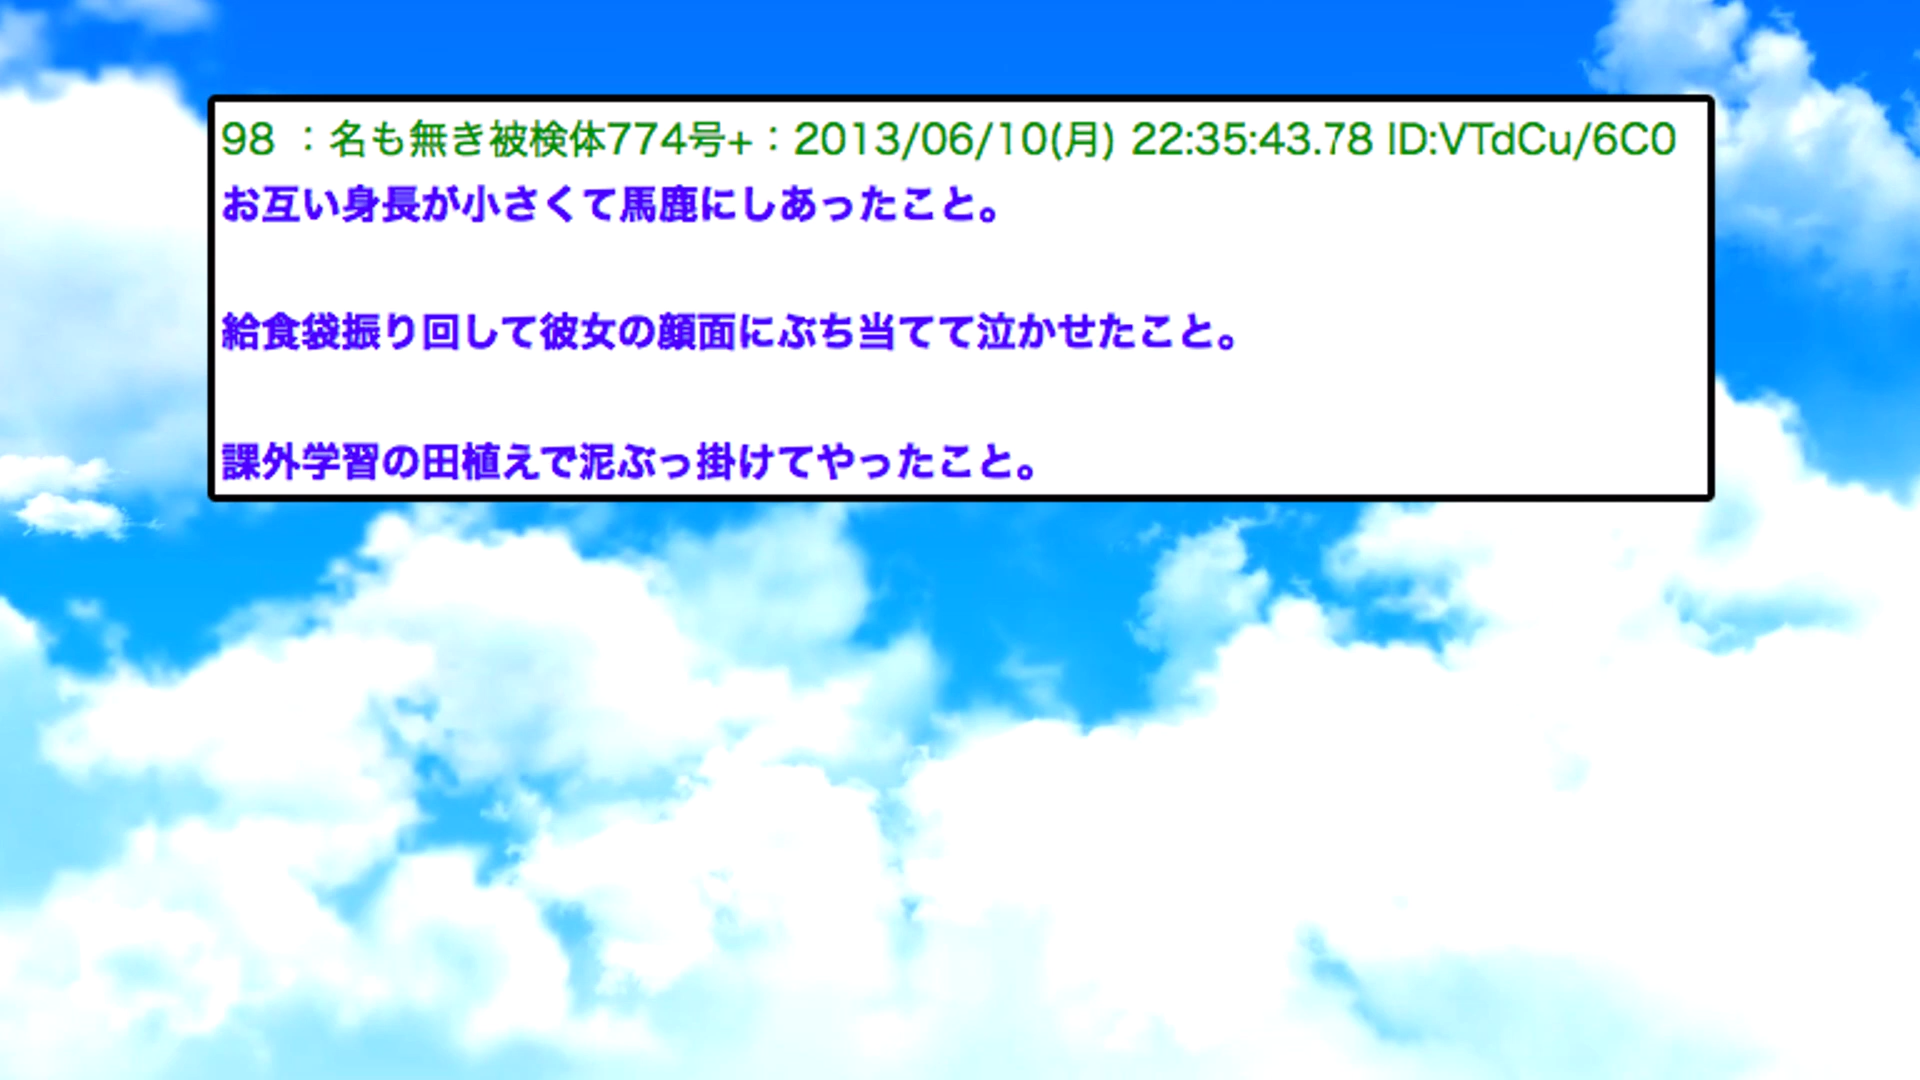 98 ：名も無き被検体774号+：2013/06/10(月) 22:35:43.78 ID:VTdCu/6C0
お互い身長が小さくて馬鹿にしあったこと。
給食袋振り回して彼女の顔面にぶち当てて泣かせたこと。
課外学習の田植えで泥ぶっ掛けてやったこと。